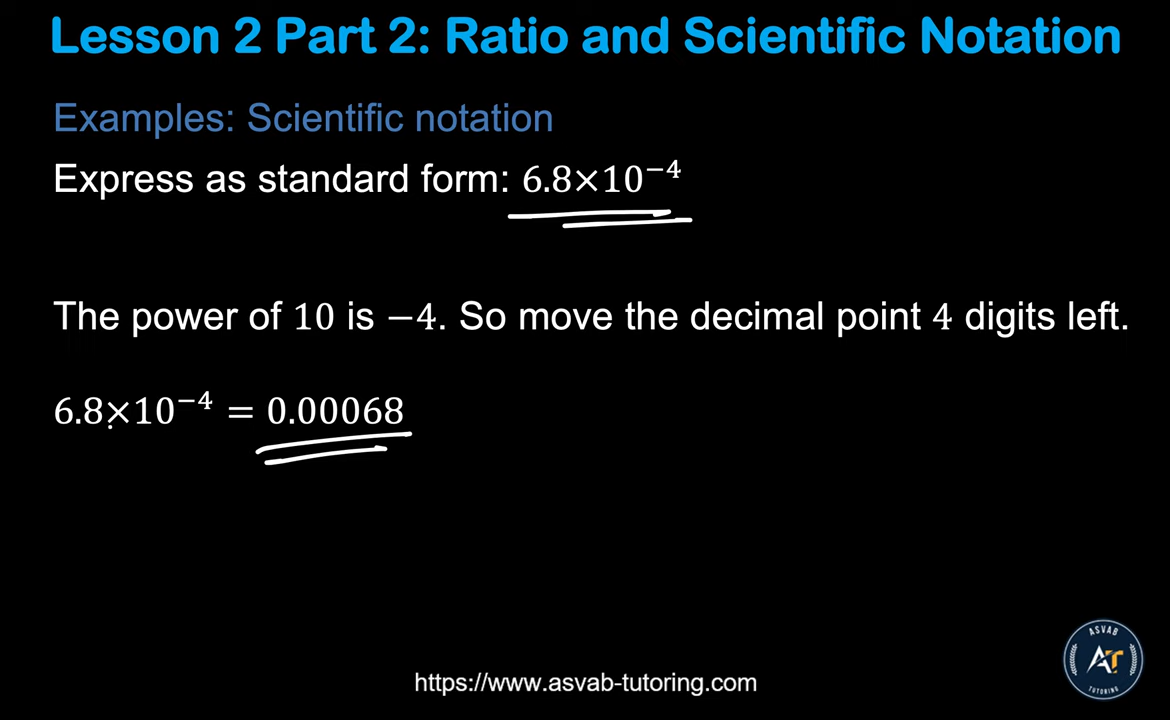 Lesson 2 Part 2: Ratio and Scientific Notation
Examples: Scientific notation
Express as standard form: 6.8×10⁻⁴
The power of 10 is −4. So move the decimal point 4 digits left.
6.8×10⁻⁴ = 0.00068
ASVAB
AT
TUTORING
https://www.asvab-tutoring.com